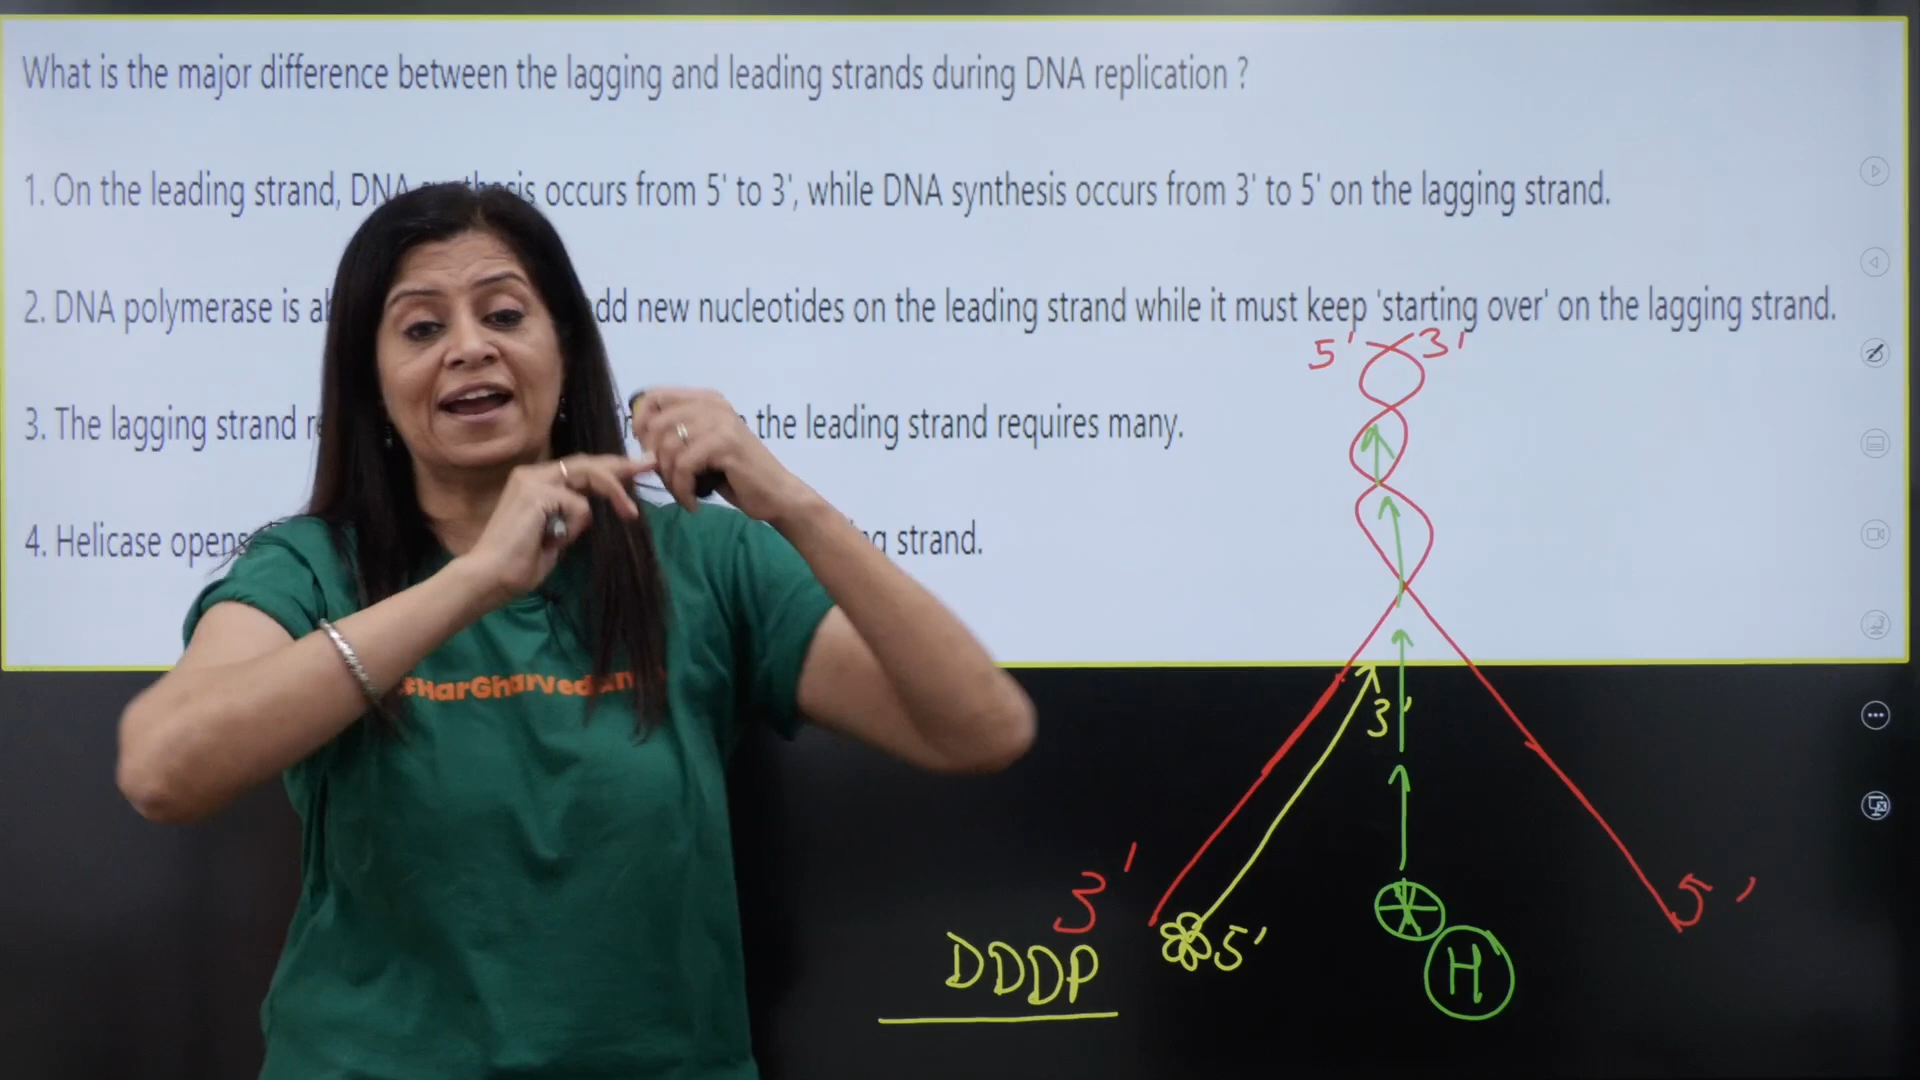 What is the major difference between the lagging and leading strands during DNA replication ?
1. On the leading strand, DNA synthesis occurs from 5' to 3', while DNA synthesis occurs from 3' to 5' on the lagging strand.
2. DNA polymerase is add new nucleotides on the leading strand while it must keep 'starting over' on the lagging strand.
5' 3'
3. The lagging strand the leading strand requires many.
4. Helicase opens strand.
#HarGharVedantu
3'
3' 5'
DDDP 5'
H